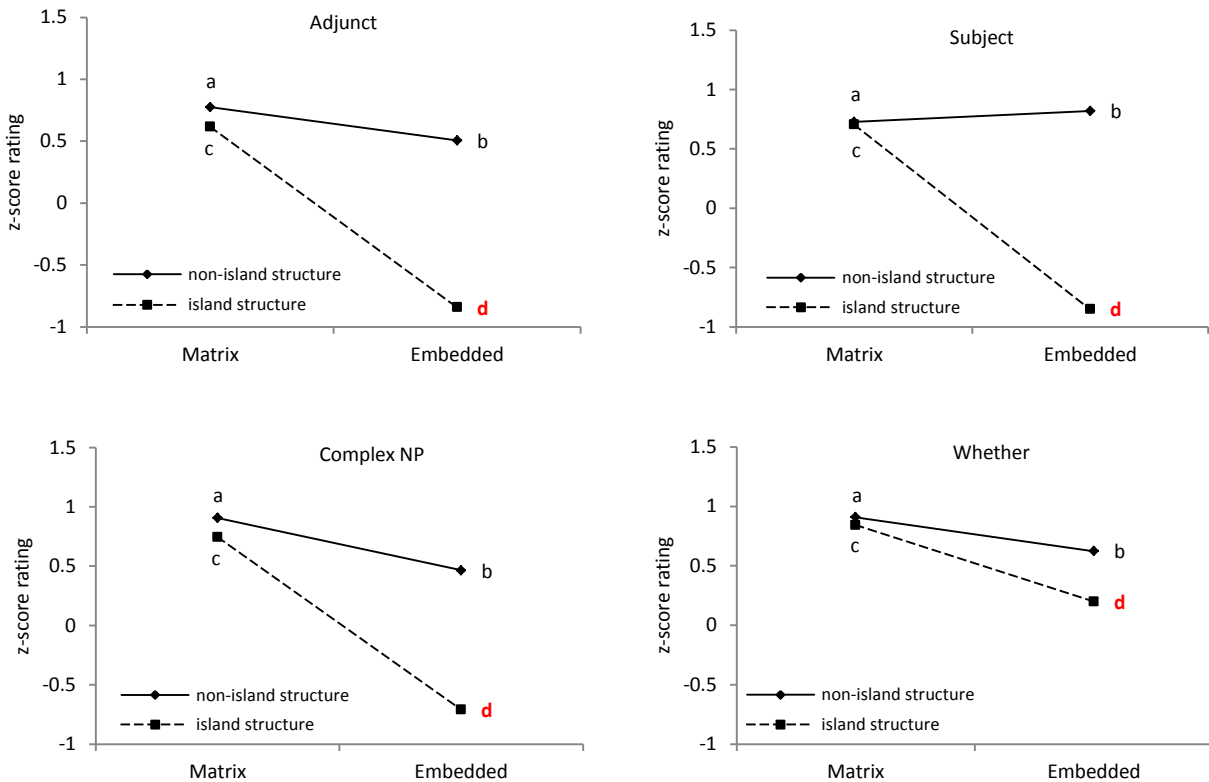 Adjunct
1.5
1
0.5
0
-0.5
-1
z-score rating
a
b
c
d
non-island structure
island structure
Matrix Embedded
Subject
1.5
1
0.5
0
-0.5
-1
z-score rating
a
b
c
d
non-island structure
island structure
Matrix Embedded
Complex NP
1.5
1
0.5
0
-0.5
-1
z-score rating
a
b
c
d
non-island structure
island structure
Matrix Embedded
Whether
1.5
1
0.5
0
-0.5
-1
z-score rating
a
b
c
d
non-island structure
island structure
Matrix Embedded